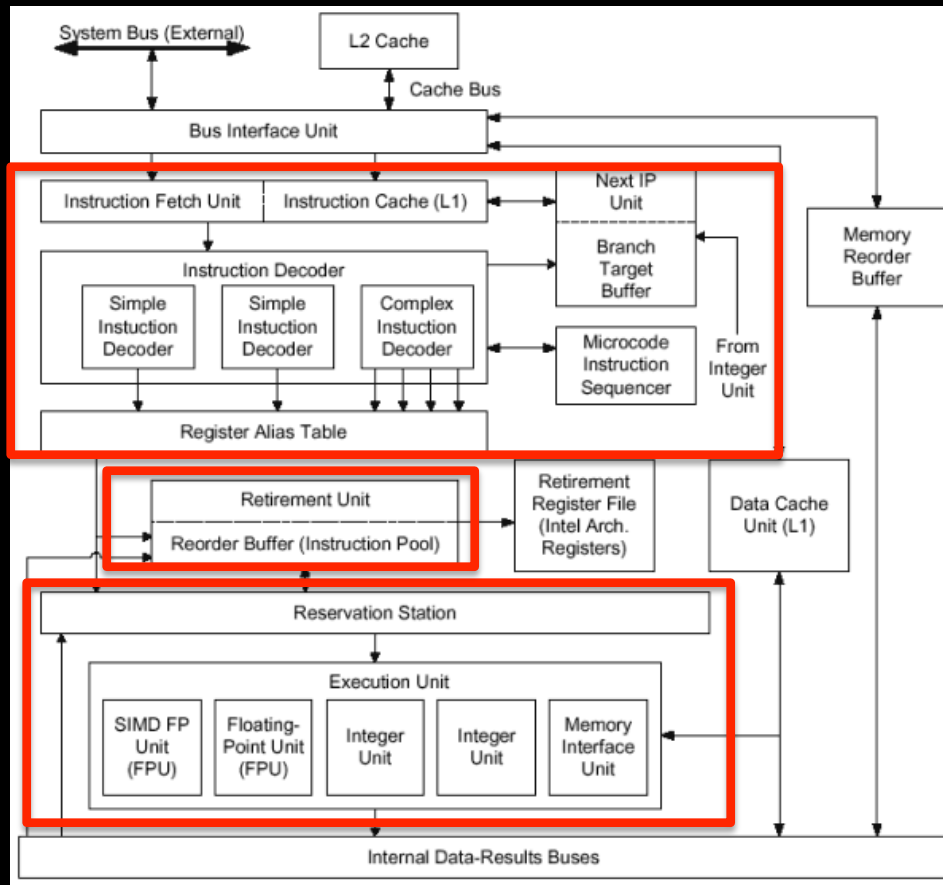 System Bus (External)
L2 Cache
Cache Bus
Bus Interface Unit
Instruction Fetch Unit
Instruction Cache (L1)
Next IP
Unit
Branch
Target
Buffer
Memory
Reorder
Buffer
Instruction Decoder
Simple
Instuction
Decoder
Simple
Instuction
Decoder
Complex
Instuction
Decoder
Microcode
Instruction
Sequencer
From
Integer
Unit
Register Alias Table
Retirement Unit
Reorder Buffer (Instruction Pool)
Retirement
Register File
(Intel Arch.
Registers)
Data Cache
Unit (L1)
Reservation Station
Execution Unit
SIMD FP
Unit
(FPU)
Floating-
Point Unit
(FPU)
Integer
Unit
Integer
Unit
Memory
Interface
Unit
Internal Data-Results Buses